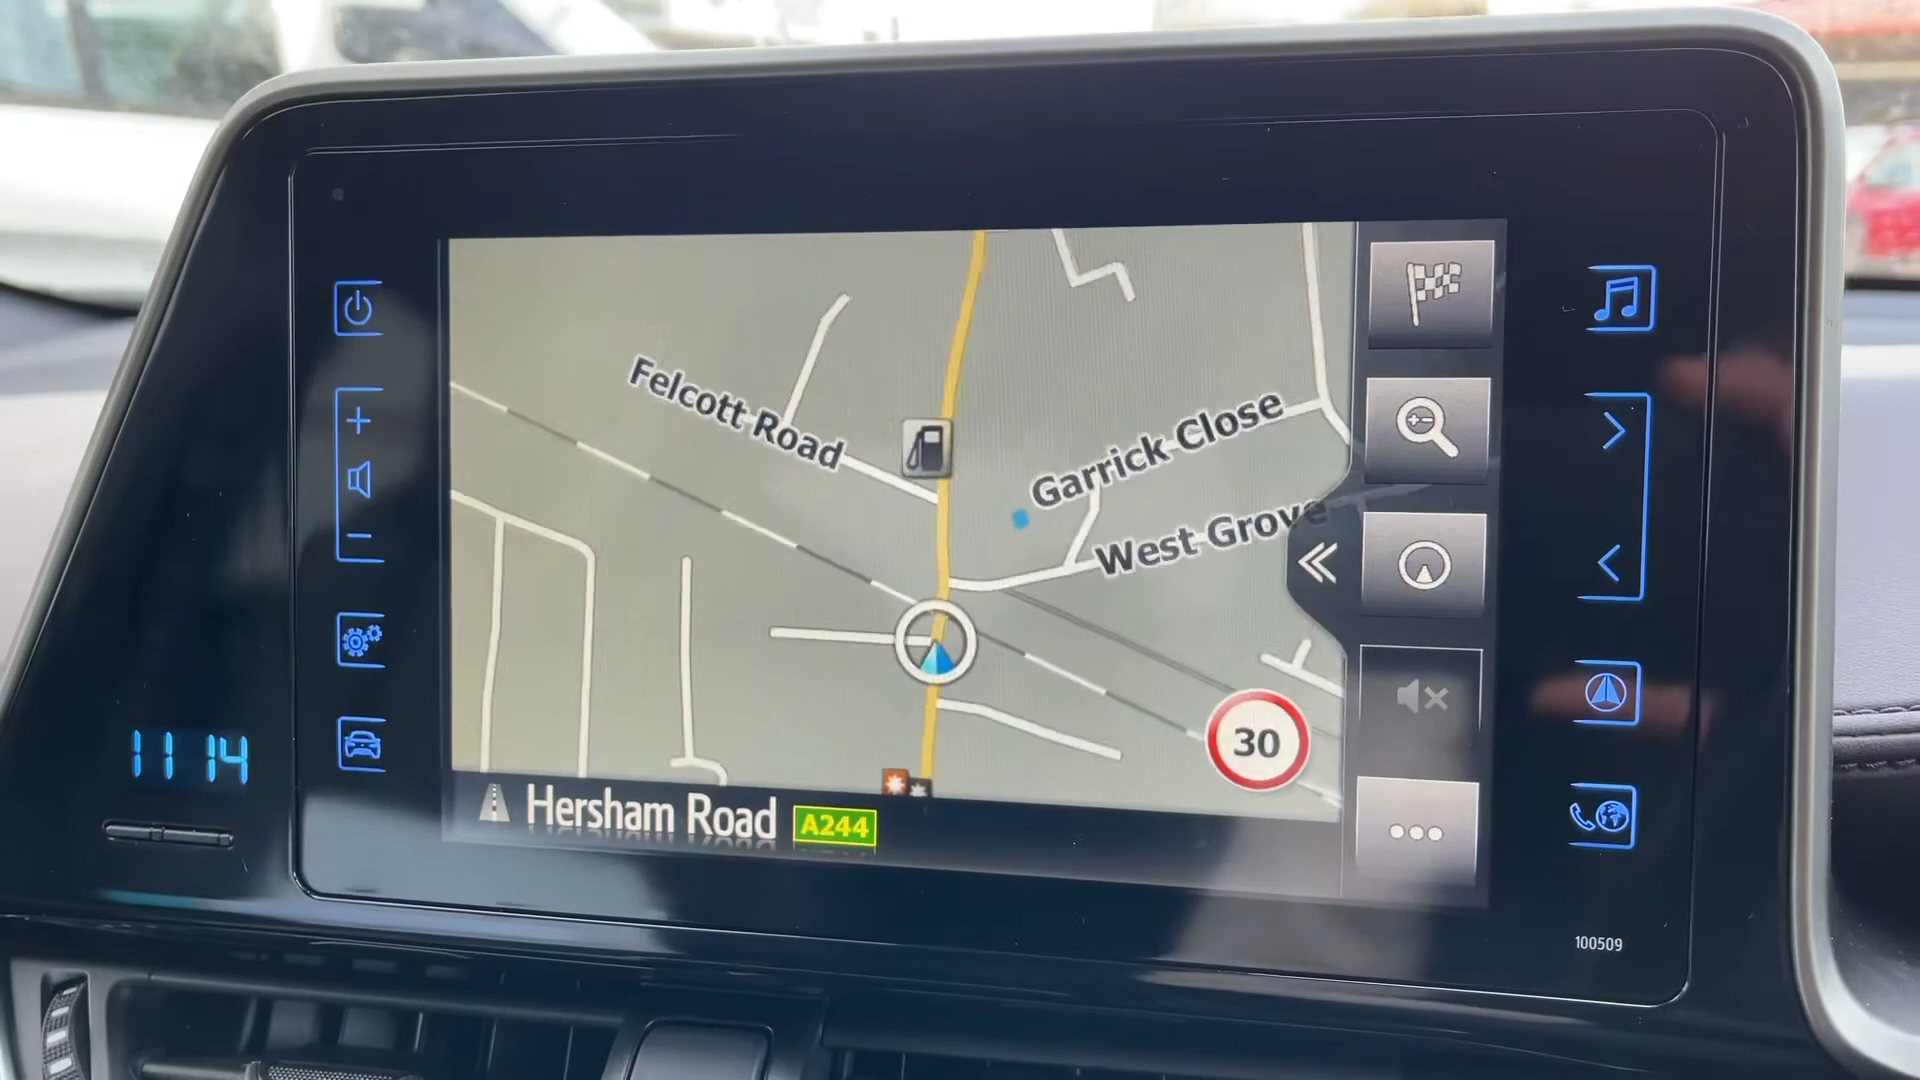 Felcott Road
Garrick Close
West Grove
30
11 14
Hersham Road A244
100509